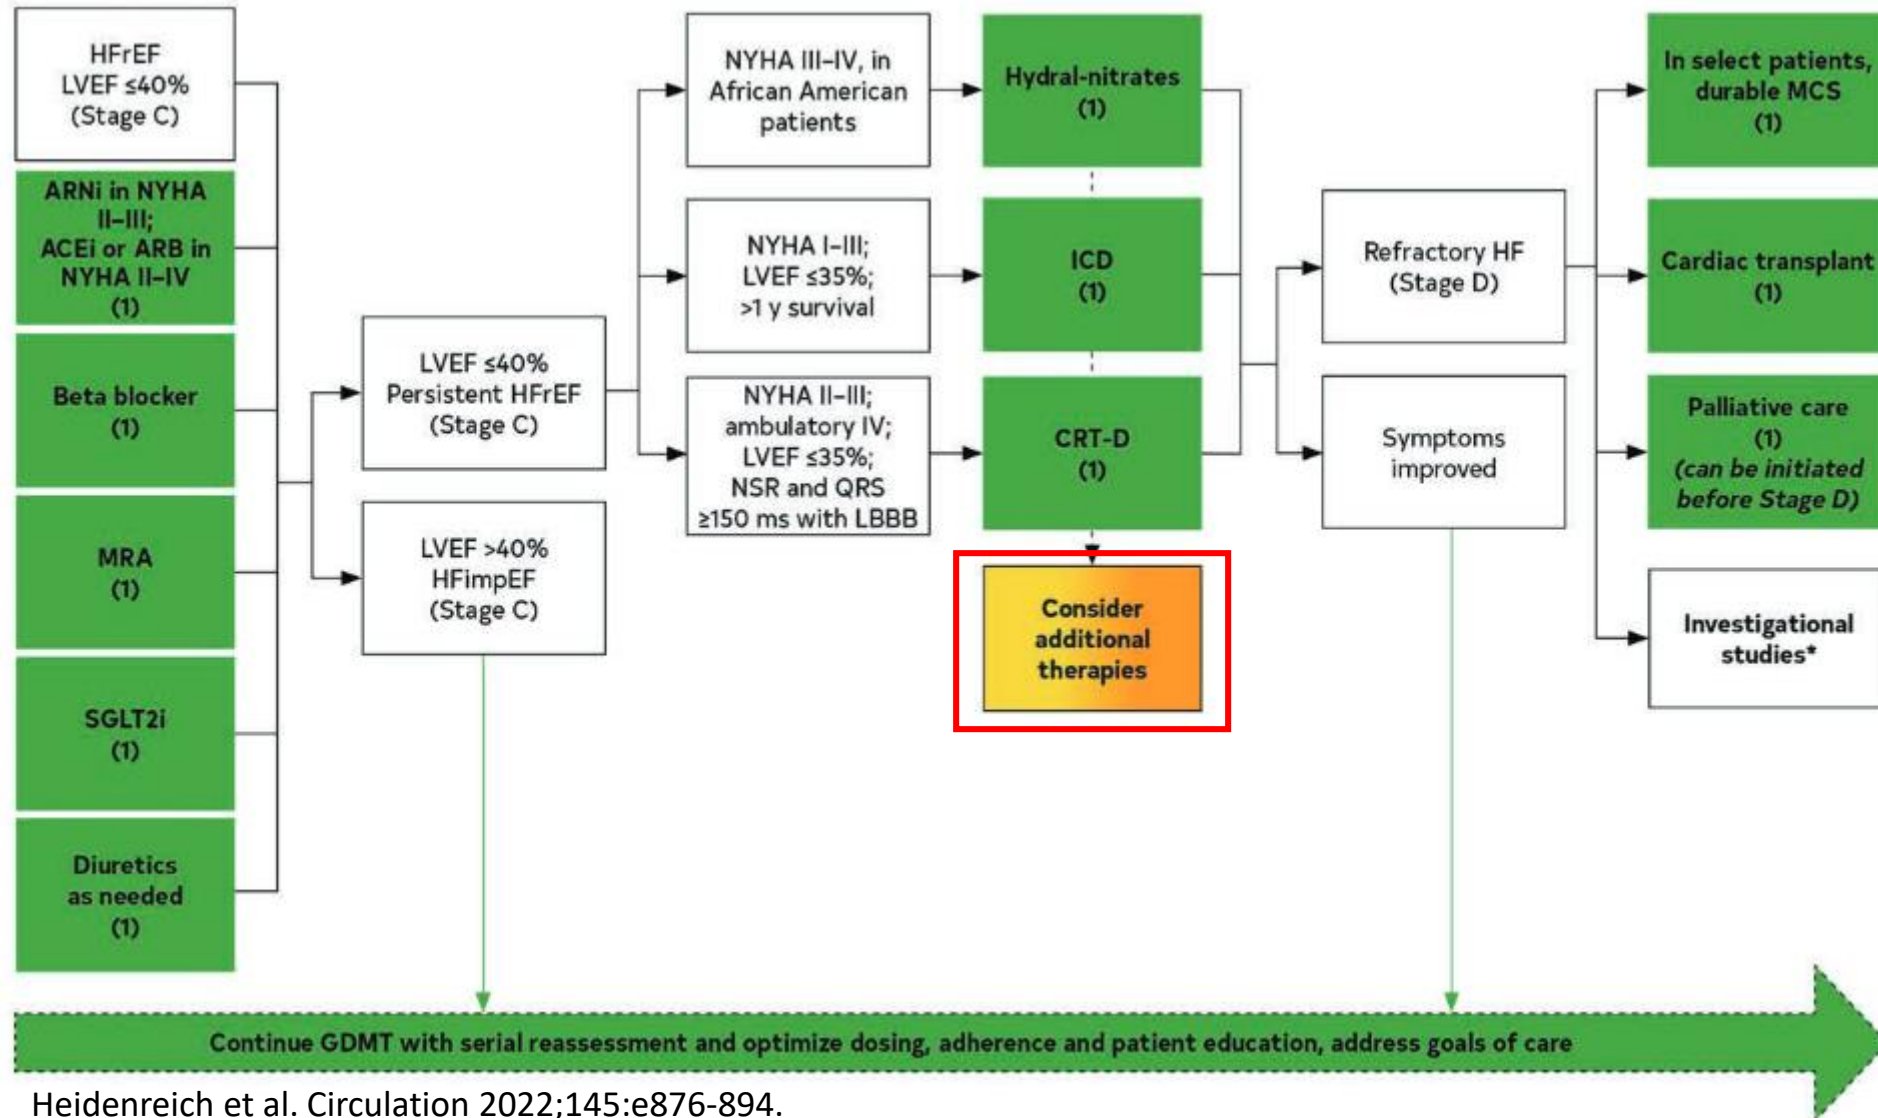 HFrEF
LVEF ≤40%
(Stage C)
ARNi in NYHA
II–III;
ACEi or ARB in
NYHA II–IV
(1)
Beta blocker
(1)
MRA
(1)
SGLT2i
(1)
Diuretics
as needed
(1)
LVEF ≤40%
Persistent HFrEF
(Stage C)
LVEF >40%
HFimpEF
(Stage C)
NYHA III–IV, in
African American
patients
NYHA I–III;
LVEF ≤35%;
>1 y survival
NYHA II–III;
ambulatory IV;
LVEF ≤35%;
NSR and QRS
≥150 ms with LBBB
Hydral-nitrates
(1)
ICD
(1)
CRT-D
(1)
Consider
additional
therapies
Refractory HF
(Stage D)
Symptoms
improved
In select patients,
durable MCS
(1)
Cardiac transplant
(1)
Palliative care
(1)
(can be initiated
before Stage D)
Investigational
studies*
Continue GDMT with serial reassessment and optimize dosing, adherence and patient education, address goals of care
Heidenreich et al. Circulation 2022;145:e876-894.